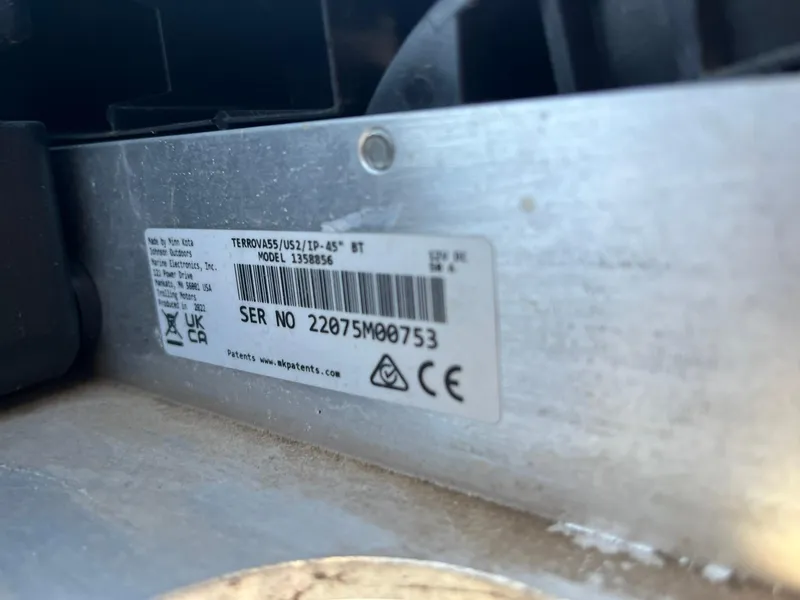 Made by Minn Kota
Johnson Outdoors
Marine Electronics, Inc.
121 Power Drive
Mankato, MN 56001 USA
Trolling Motors
Produced in 2022
TERROVA55/US2/IP-45" BT
MODEL 1358856
12V DC
50 A
SER NO 22075M00753
UK
CA
Patents www.mkpatents.com
CE